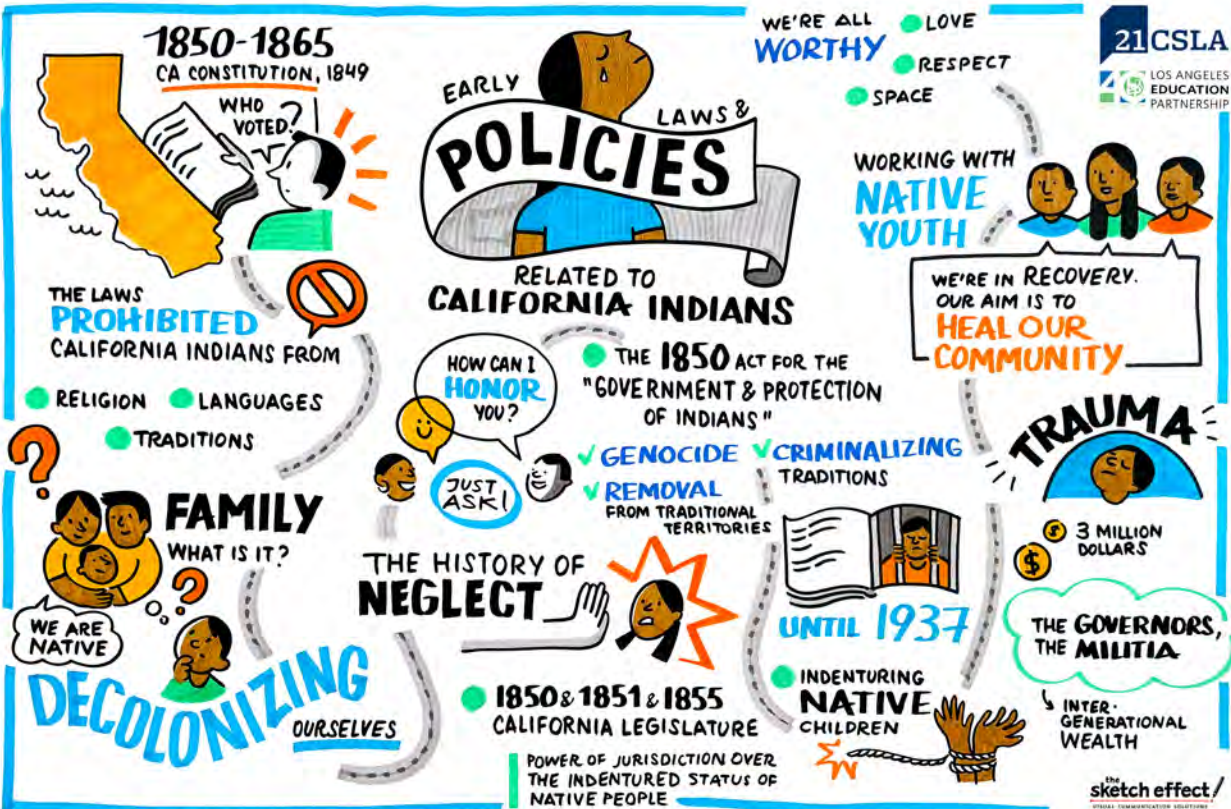 1850-1865
CA CONSTITUTION, 1849
WHO
VOTED?
THE LAWS
PROHIBITED
CALIFORNIA INDIANS FROM
RELIGION
LANGUAGES
TRADITIONS
FAMILY
WHAT IS IT?
WE ARE
NATIVE
DECOLONIZING
OURSELVES
EARLY
LAWS &
POLICIES
RELATED TO
CALIFORNIA INDIANS
HOW CAN I
HONOR
YOU?
JUST
ASK!
THE 1850 ACT FOR THE
"GOVERNMENT & PROTECTION
OF INDIANS"
GENOCIDE
CRIMINALIZING
TRADITIONS
REMOVAL
FROM TRADITIONAL
TERRITORIES
THE HISTORY OF
NEGLECT
UNTIL 1937
1850 & 1851 & 1855
CALIFORNIA LEGISLATURE
POWER OF JURISDICTION OVER
THE INDENTURED STATUS OF
NATIVE PEOPLE
INDENTURING
NATIVE
CHILDREN
WE'RE ALL
WORTHY
LOVE
RESPECT
SPACE
21CSLA
LOS ANGELES
EDUCATION
PARTNERSHIP
WORKING WITH
NATIVE
YOUTH
WE'RE IN RECOVERY.
OUR AIM IS TO
HEAL OUR
COMMUNITY
TRAUMA
$
$
3 MILLION
DOLLARS
THE GOVERNORS,
THE MILITIA
INTER-
GENERATIONAL
WEALTH
the
sketch effect!
VISUAL COMMUNICATION SOLUTIONS